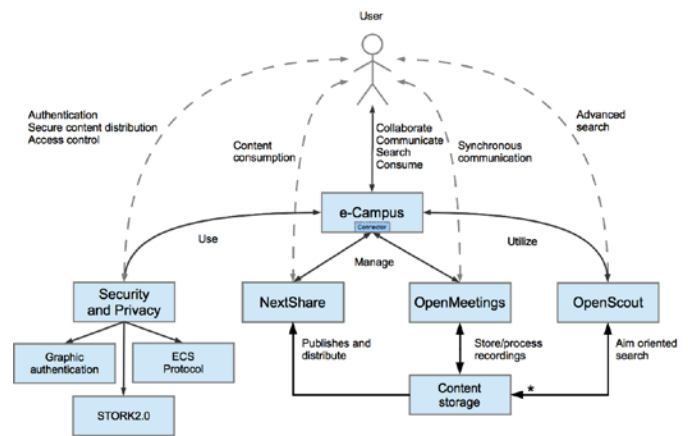 User
Authentication
Secure content distribution
Access control
Content
consumption
Collaborate
Communicate
Search
Consume
Synchronous
communication
Advanced
search
e-Campus
Connector
Use
Utilize
Manage
Security
and Privacy
NextShare
OpenMeetings
OpenScout
Graphic
authentication
ECS
Protocol
STORK2.0
Publishes and
distribute
Store/process
recordings
Aim oriented
search
Content
storage
*